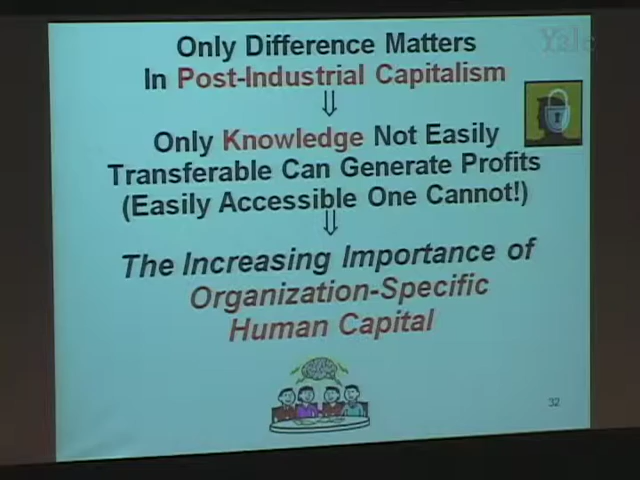 Yale
Only Difference Matters
In Post-Industrial Capitalism
⇓
Only Knowledge Not Easily
Transferable Can Generate Profits
(Easily Accessible One Cannot!)
⇓
The Increasing Importance of
Organization-Specific
Human Capital
32